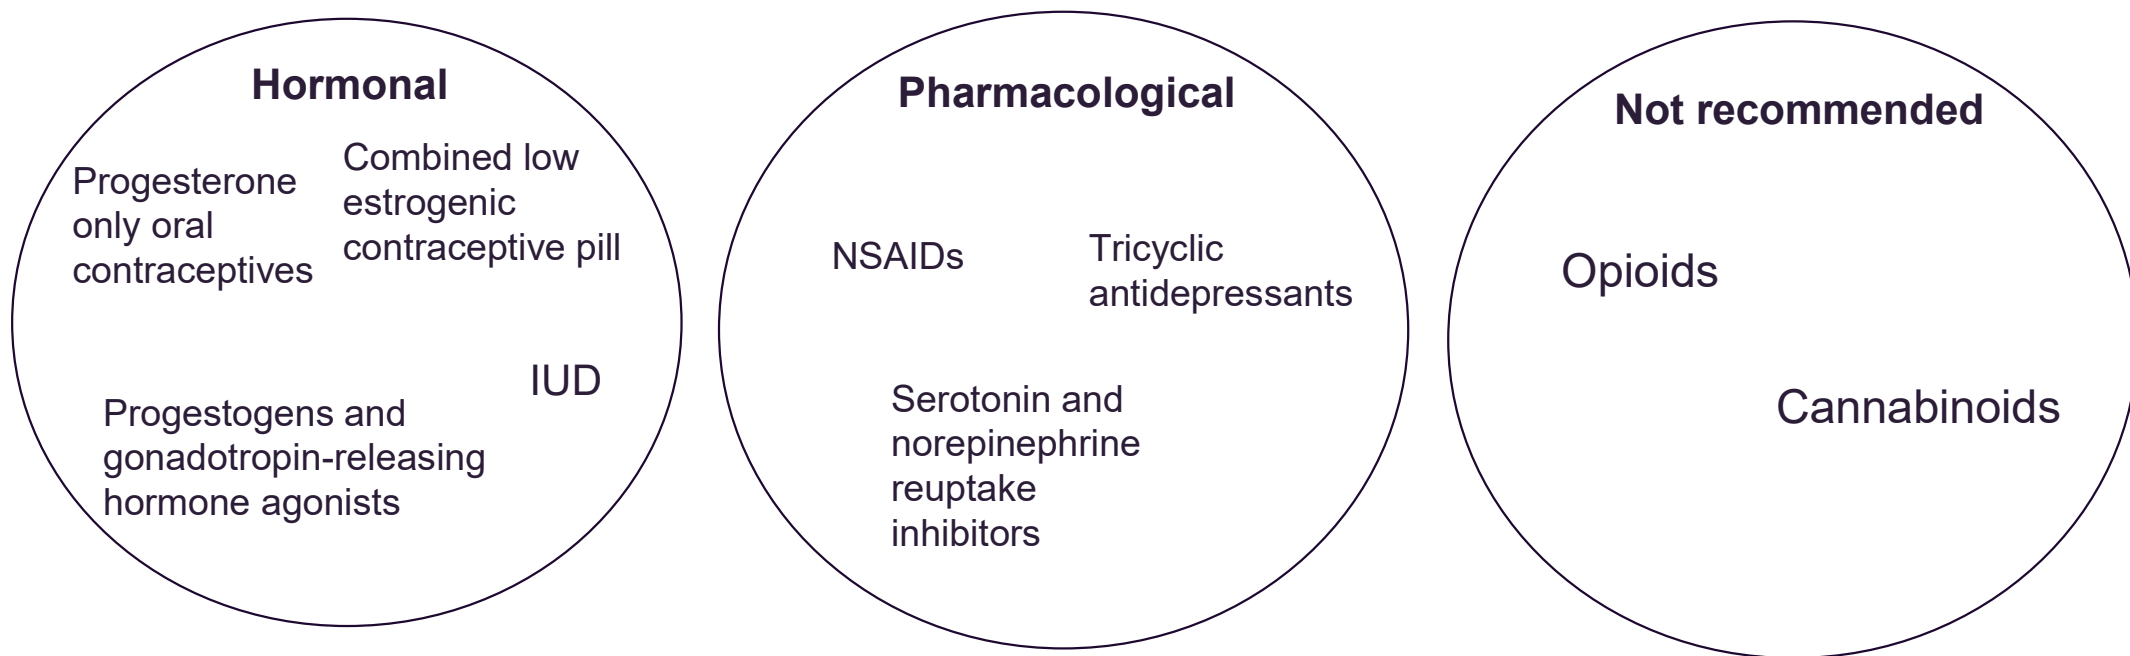 Hormonal
Progesterone
only oral
contraceptives
Combined low
estrogenic
contraceptive pill
IUD
Progestogens and
gonadotropin-releasing
hormone agonists
Pharmacological
NSAIDs
Tricyclic
antidepressants
Serotonin and
norepinephrine
reuptake
inhibitors
Not recommended
Opioids
Cannabinoids